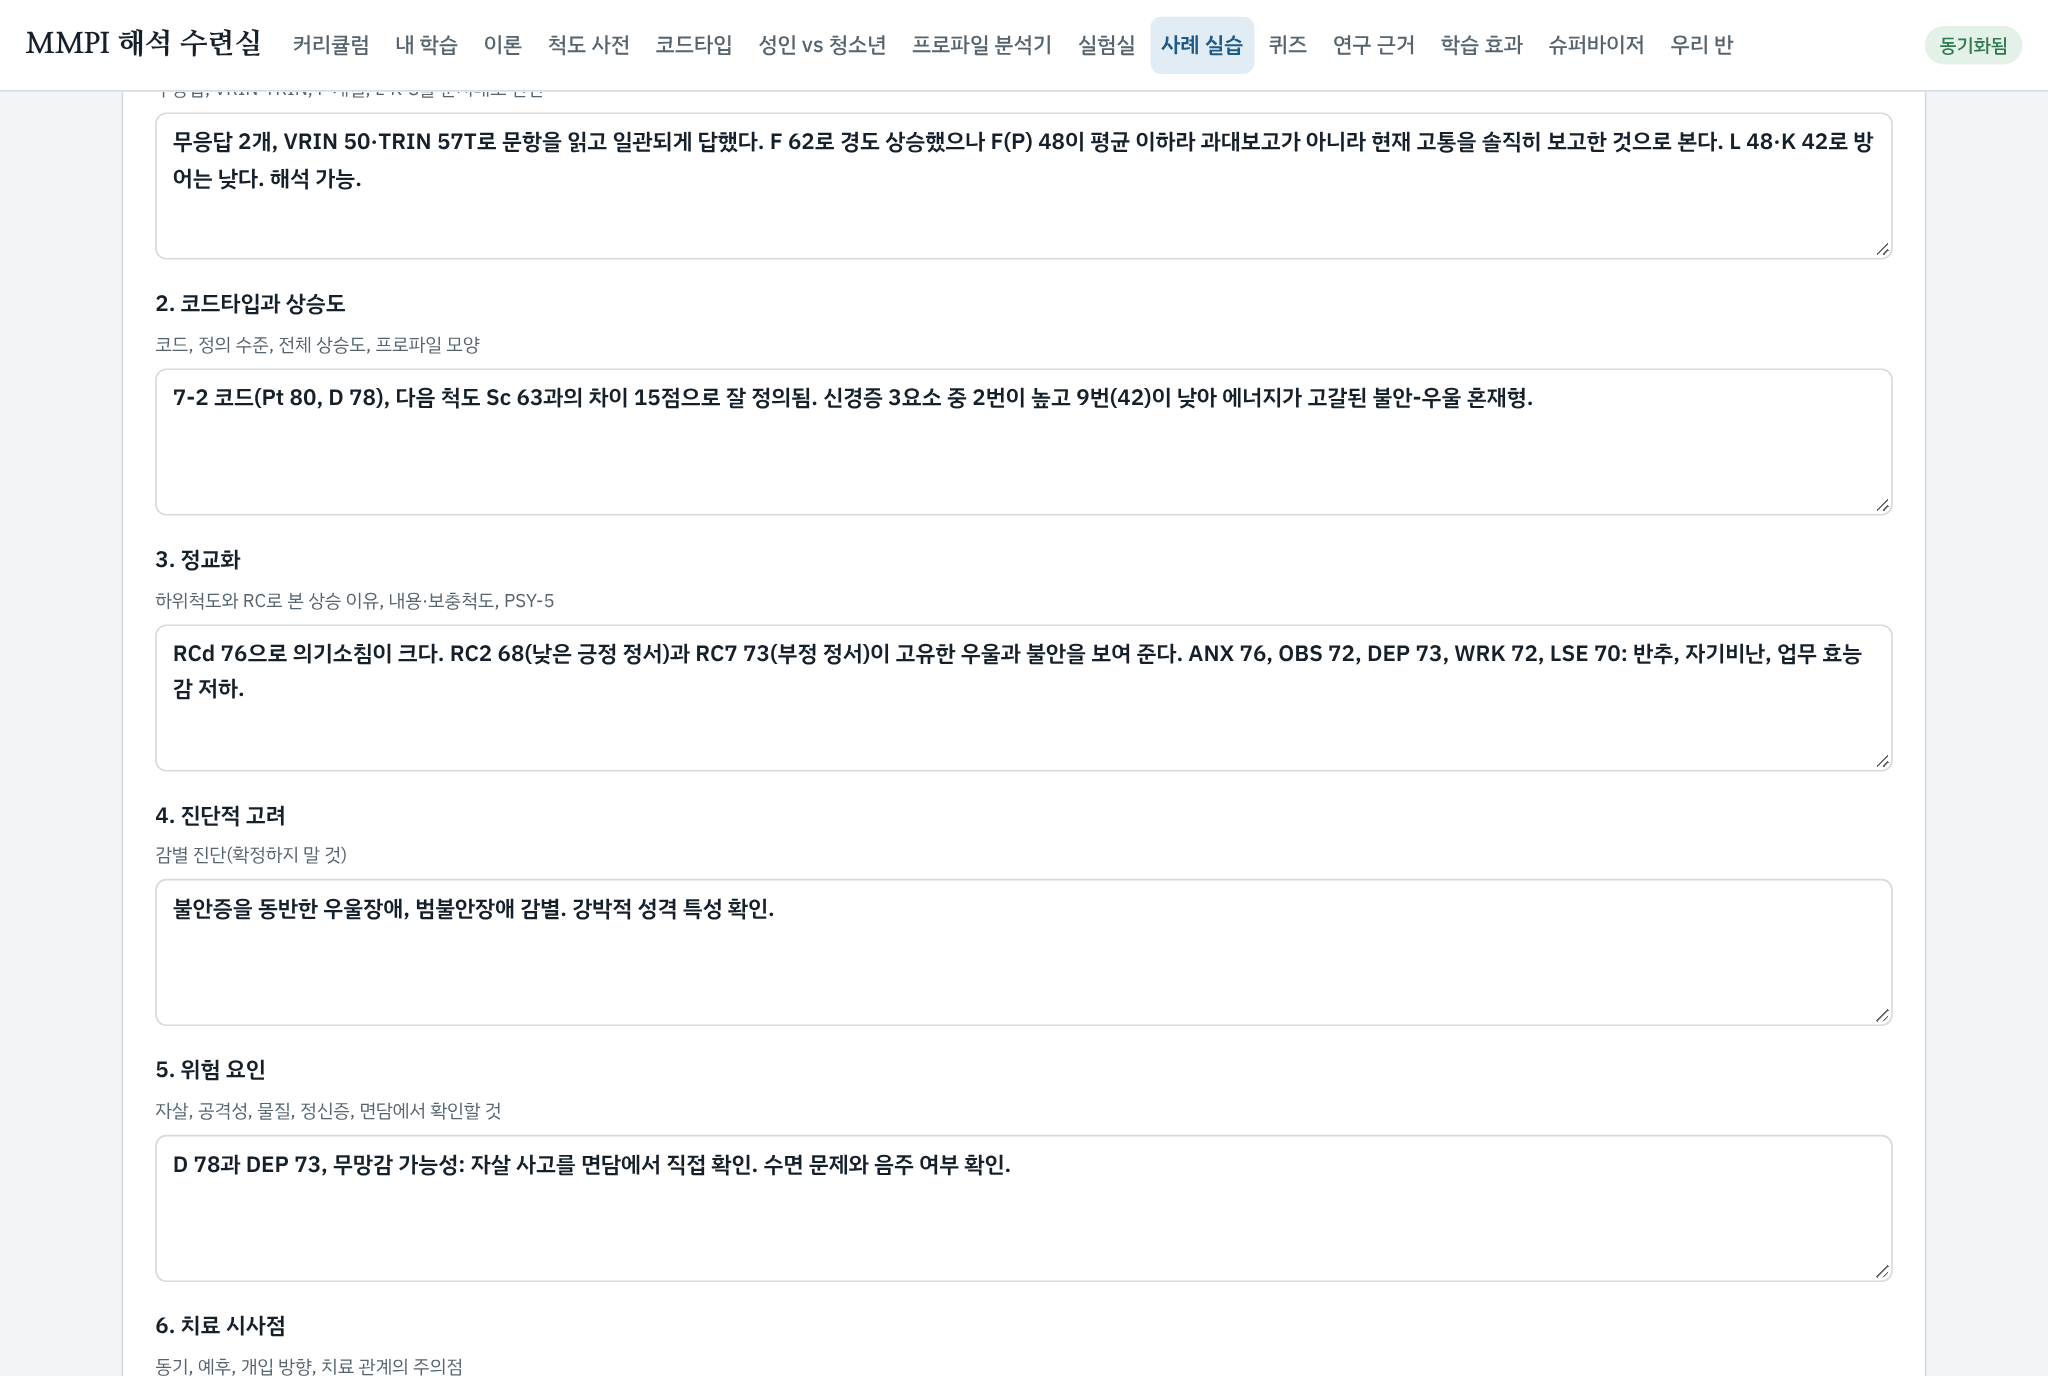 MMPI 해석 수련실
커리큘럼 내 학습 이론 척도 사전 코드타입 성인 vs 청소년 프로파일 분석기 실험실 사례 실습 퀴즈 연구 근거 학습 효과 슈퍼바이저 우리 반
동기화됨
무응답 2개, VRIN 50·TRIN 57T로 문항을 읽고 일관되게 답했다. F 62로 경도 상승했으나 F(P) 48이 평균 이하라 과대보고가 아니라 현재 고통을 솔직히 보고한 것으로 본다. L 48·K 42로 방
어는 낮다. 해석 가능.
2. 코드타입과 상승도
코드, 정의 수준, 전체 상승도, 프로파일 모양
7-2 코드(Pt 80, D 78), 다음 척도 Sc 63과의 차이 15점으로 잘 정의됨. 신경증 3요소 중 2번이 높고 9번(42)이 낮아 에너지가 고갈된 불안-우울 혼재형.
3. 정교화
하위척도와 RC로 본 상승 이유, 내용·보충척도, PSY-5
RCd 76으로 의기소침이 크다. RC2 68(낮은 긍정 정서)과 RC7 73(부정 정서)이 고유한 우울과 불안을 보여 준다. ANX 76, OBS 72, DEP 73, WRK 72, LSE 70: 반추, 자기비난, 업무 효능
감 저하.
4. 진단적 고려
감별 진단(확정하지 말 것)
불안증을 동반한 우울장애, 범불안장애 감별. 강박적 성격 특성 확인.
5. 위험 요인
자살, 공격성, 물질, 정신증, 면담에서 확인할 것
D 78과 DEP 73, 무망감 가능성: 자살 사고를 면담에서 직접 확인. 수면 문제와 음주 여부 확인.
6. 치료 시사점
동기, 예후, 개입 방향, 치료 관계의 주의점